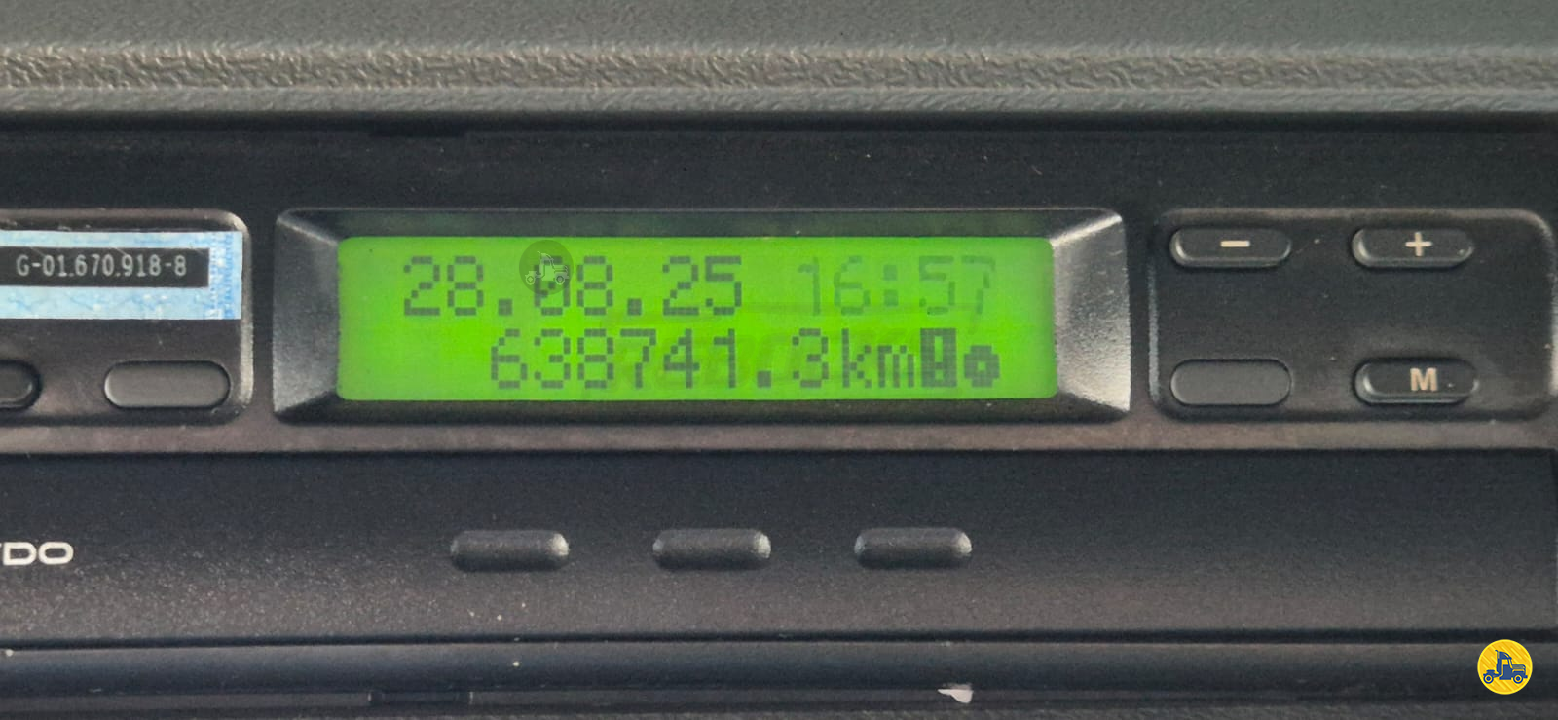 G-01.670.918-8
28.08.25 16:57
638741.3km
DO
− +
M